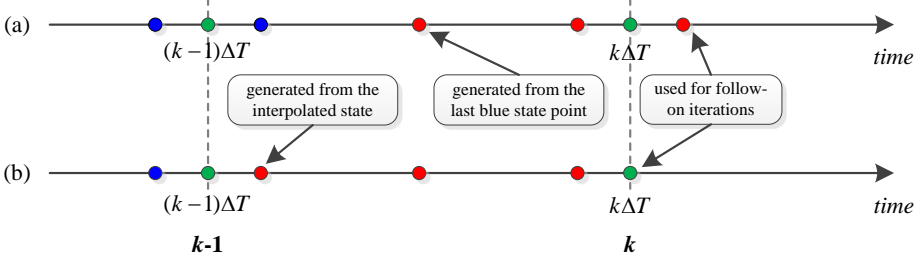 (a)
(k − 1)ΔT
kΔT
time
generated from the
interpolated state
generated from the
last blue state point
used for follow-
on iterations
(b)
(k − 1)ΔT
kΔT
time
k-1
k